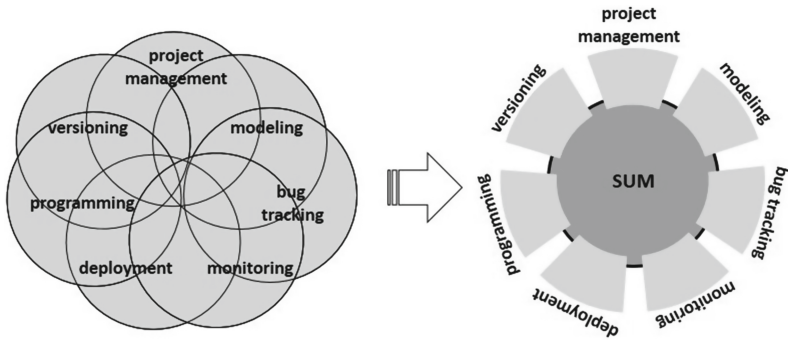 project
management
versioning
modeling
programming
bug
tracking
deployment
monitoring
project
management
versioning
modeling
SUM
programming
bug tracking
deployment
monitoring